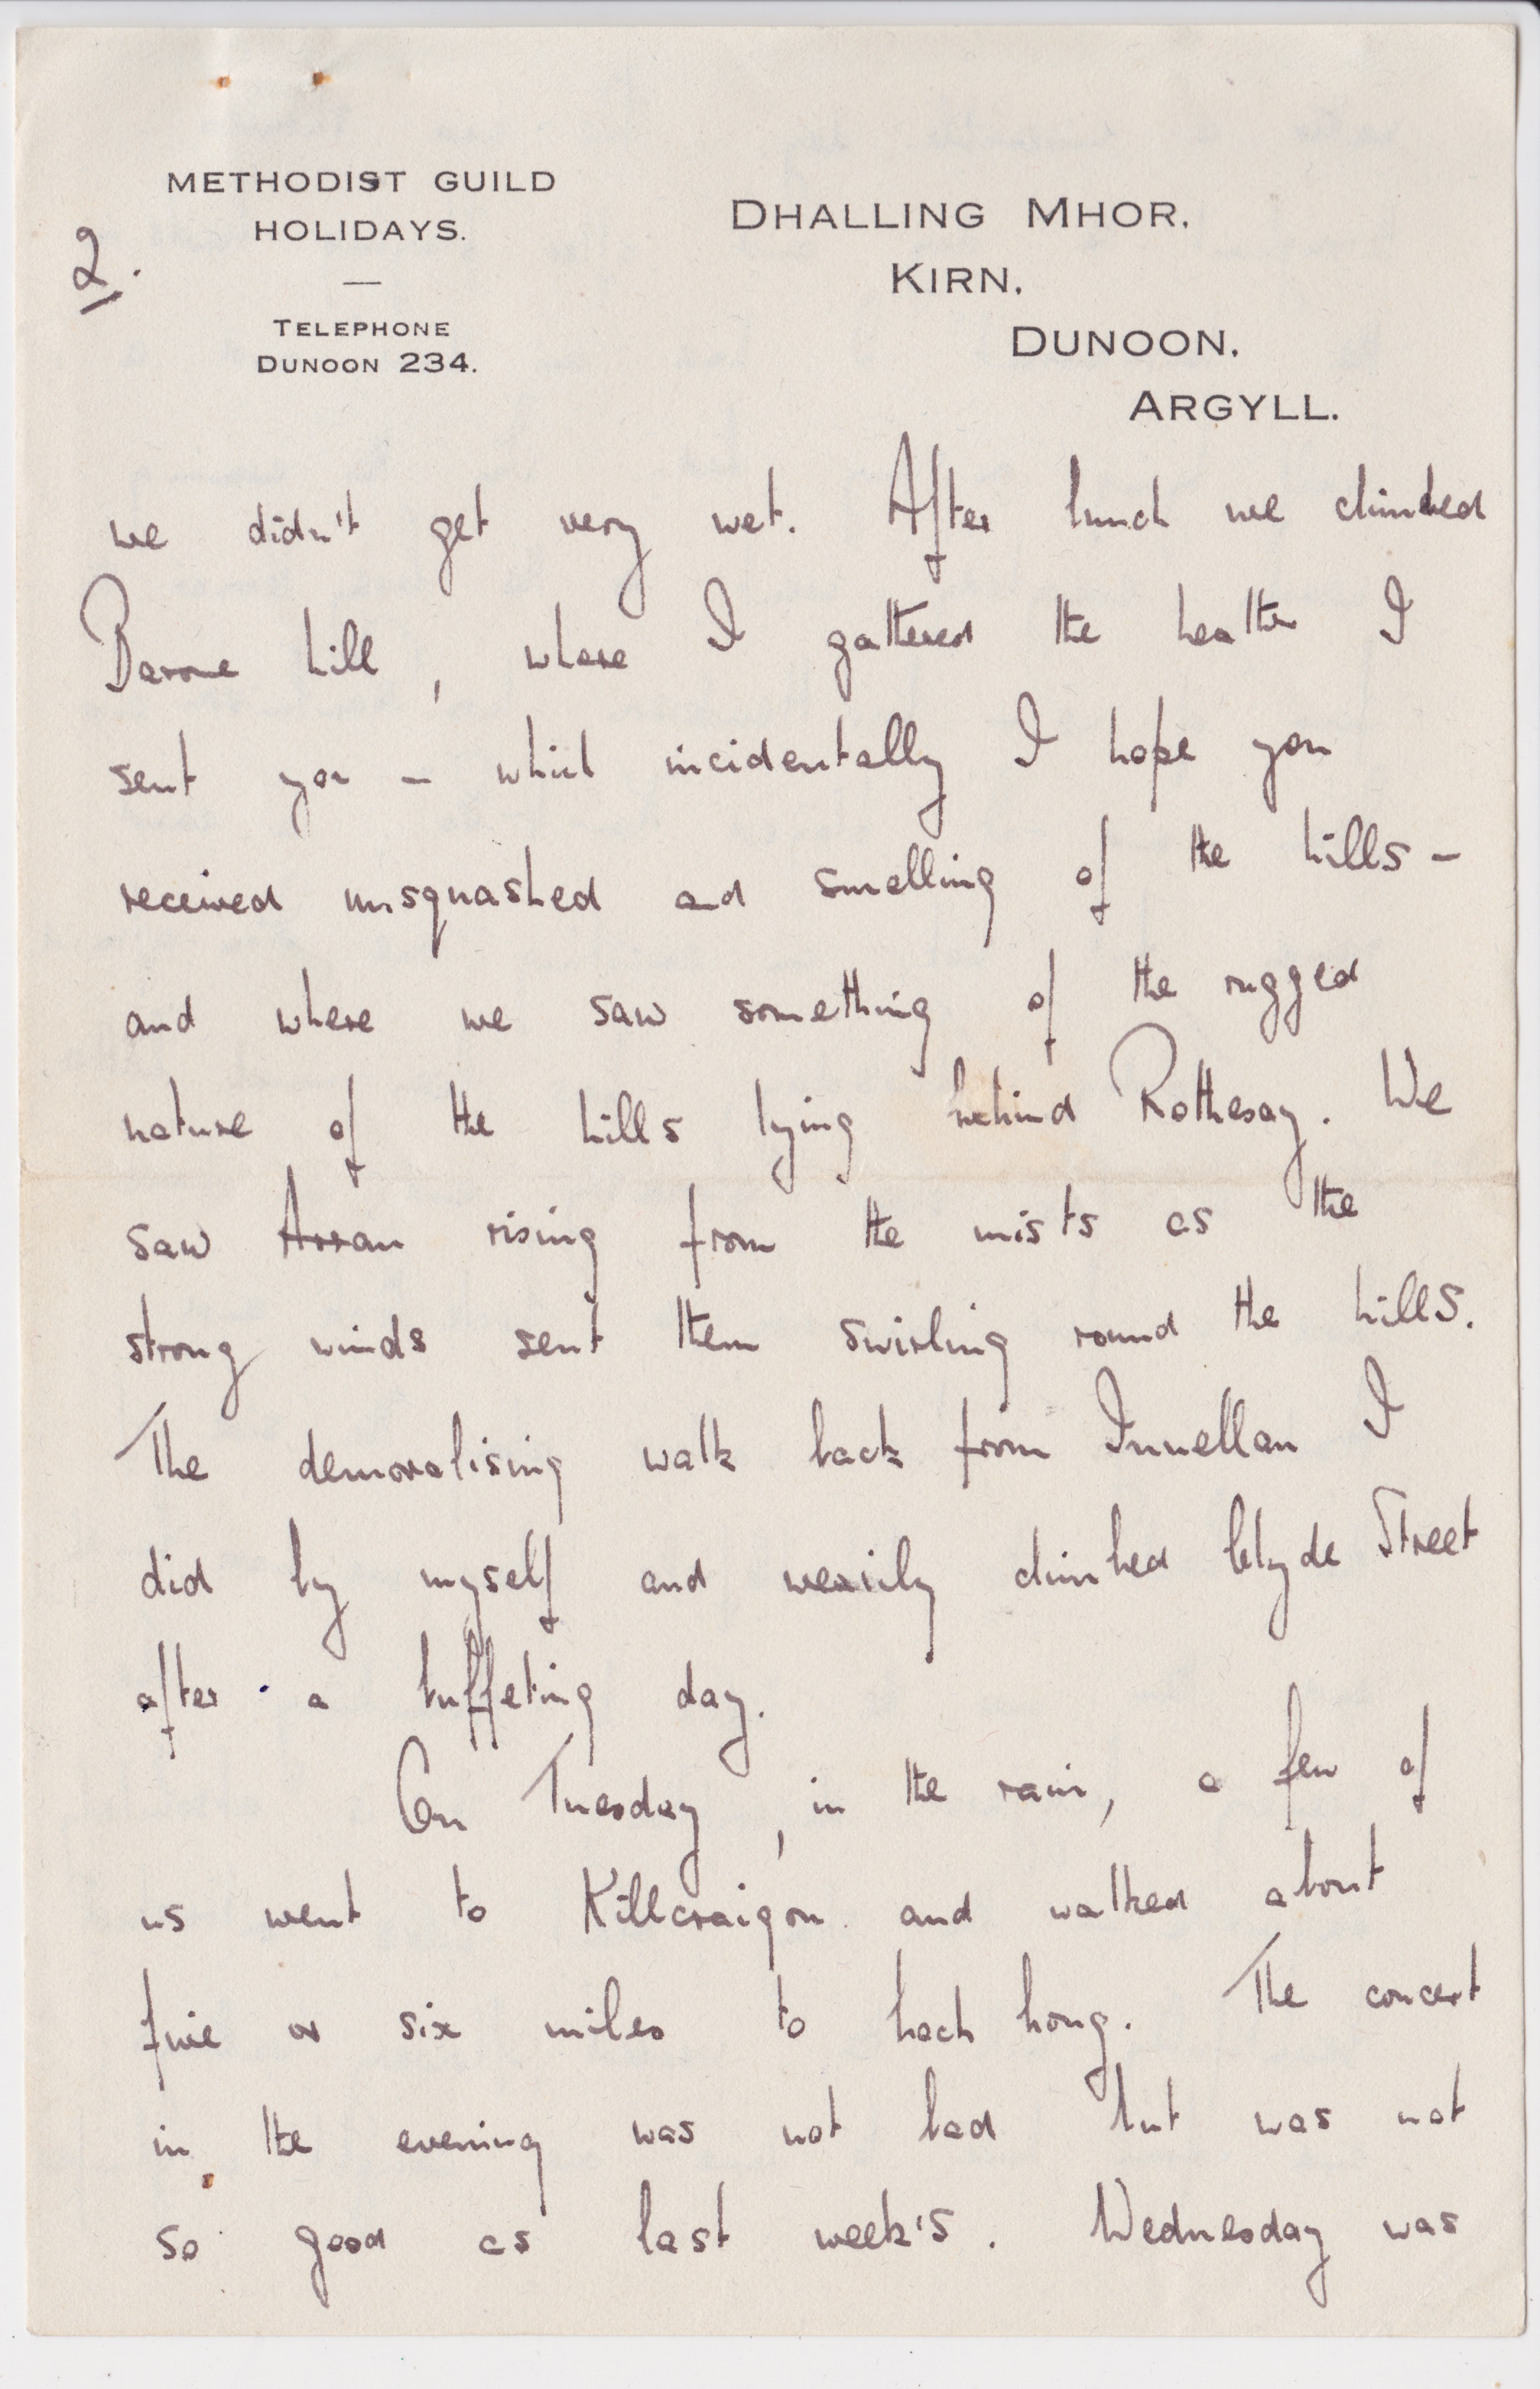 METHODIST GUILD
HOLIDAYS.
TELEPHONE
DUNOON 234.
DHALLING MHOR,
KIRN,
DUNOON,
ARGYLL.
2.
we didn't get very wet. After lunch we climbed
Barone hill, where I gathered the heather I
sent you - which incidentally I hope you
received unsquashed and smelling of the hills -
and where we saw something of the rugged
nature of the hills lying behind Rothesay. We
saw Arran rising from the mists as the
strong winds sent them swirling round the hills.
The demoralising walk back from Innellan I
did by myself and wearily climbed Clyde Street
after a buffeting day.
On Tuesday, in the rain, a few of
us went to Killcraigon and walked about
five or six miles to Loch Long. The concert
in the evening was not bad but was not
so good as last week's. Wednesday was